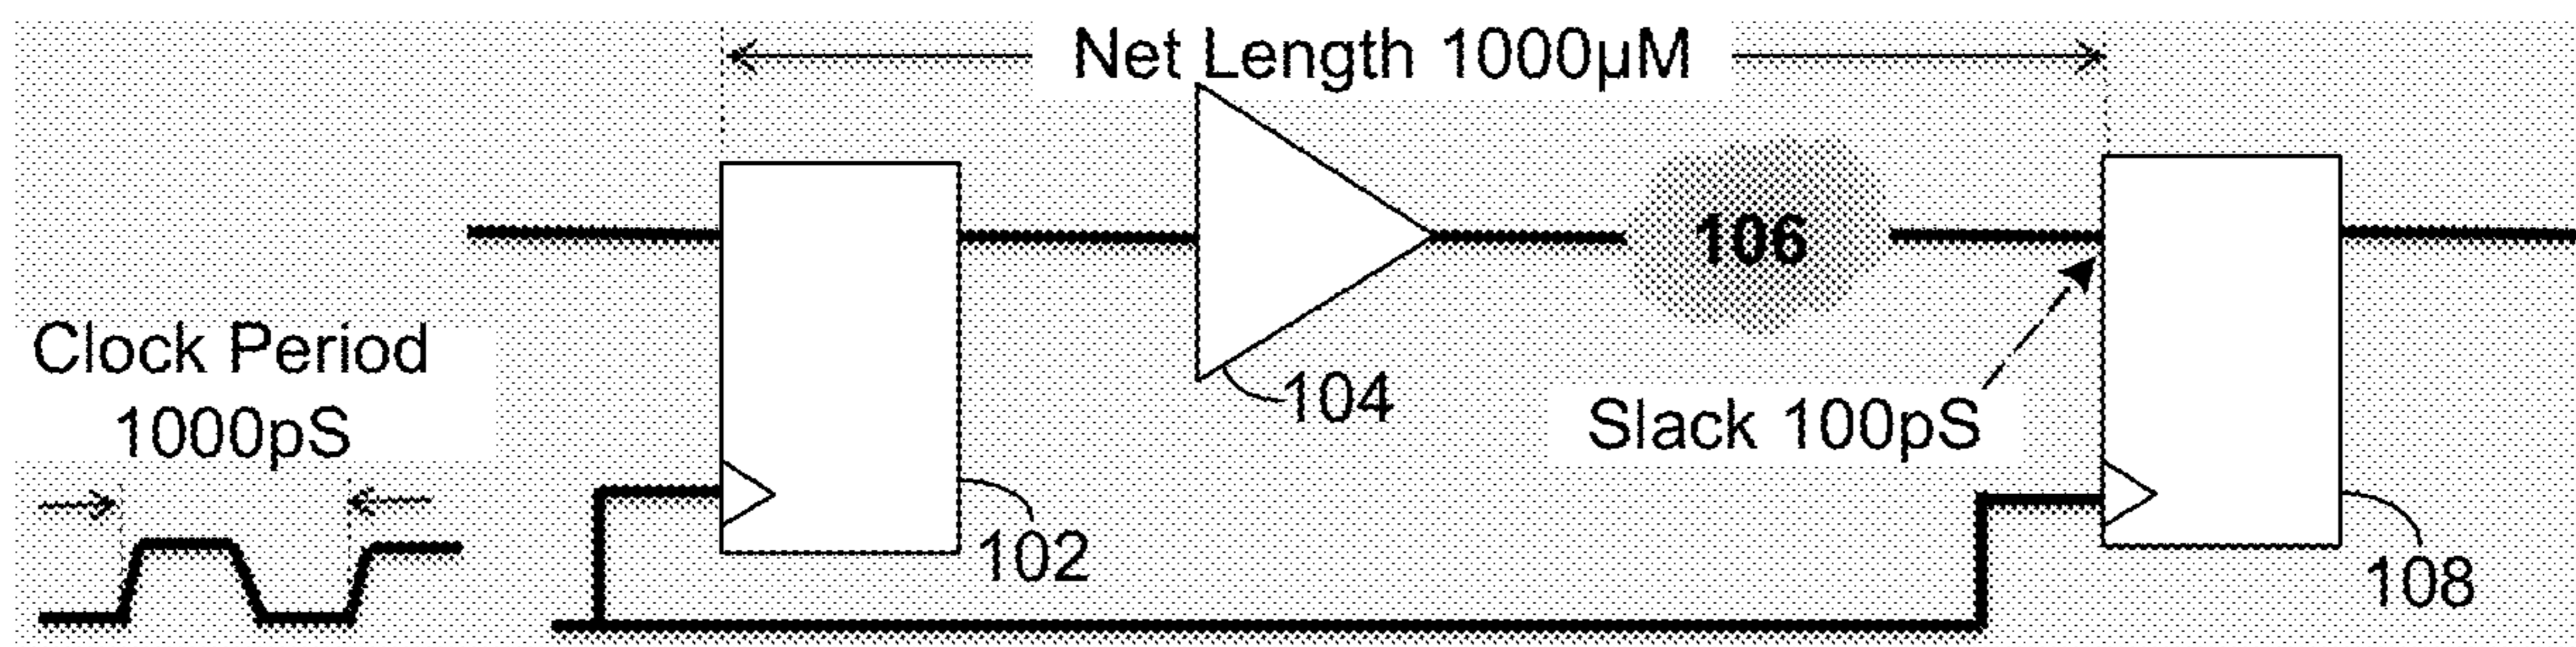 Net Length 1000µM
106
Clock Period
1000pS
104
Slack 100pS
102
108